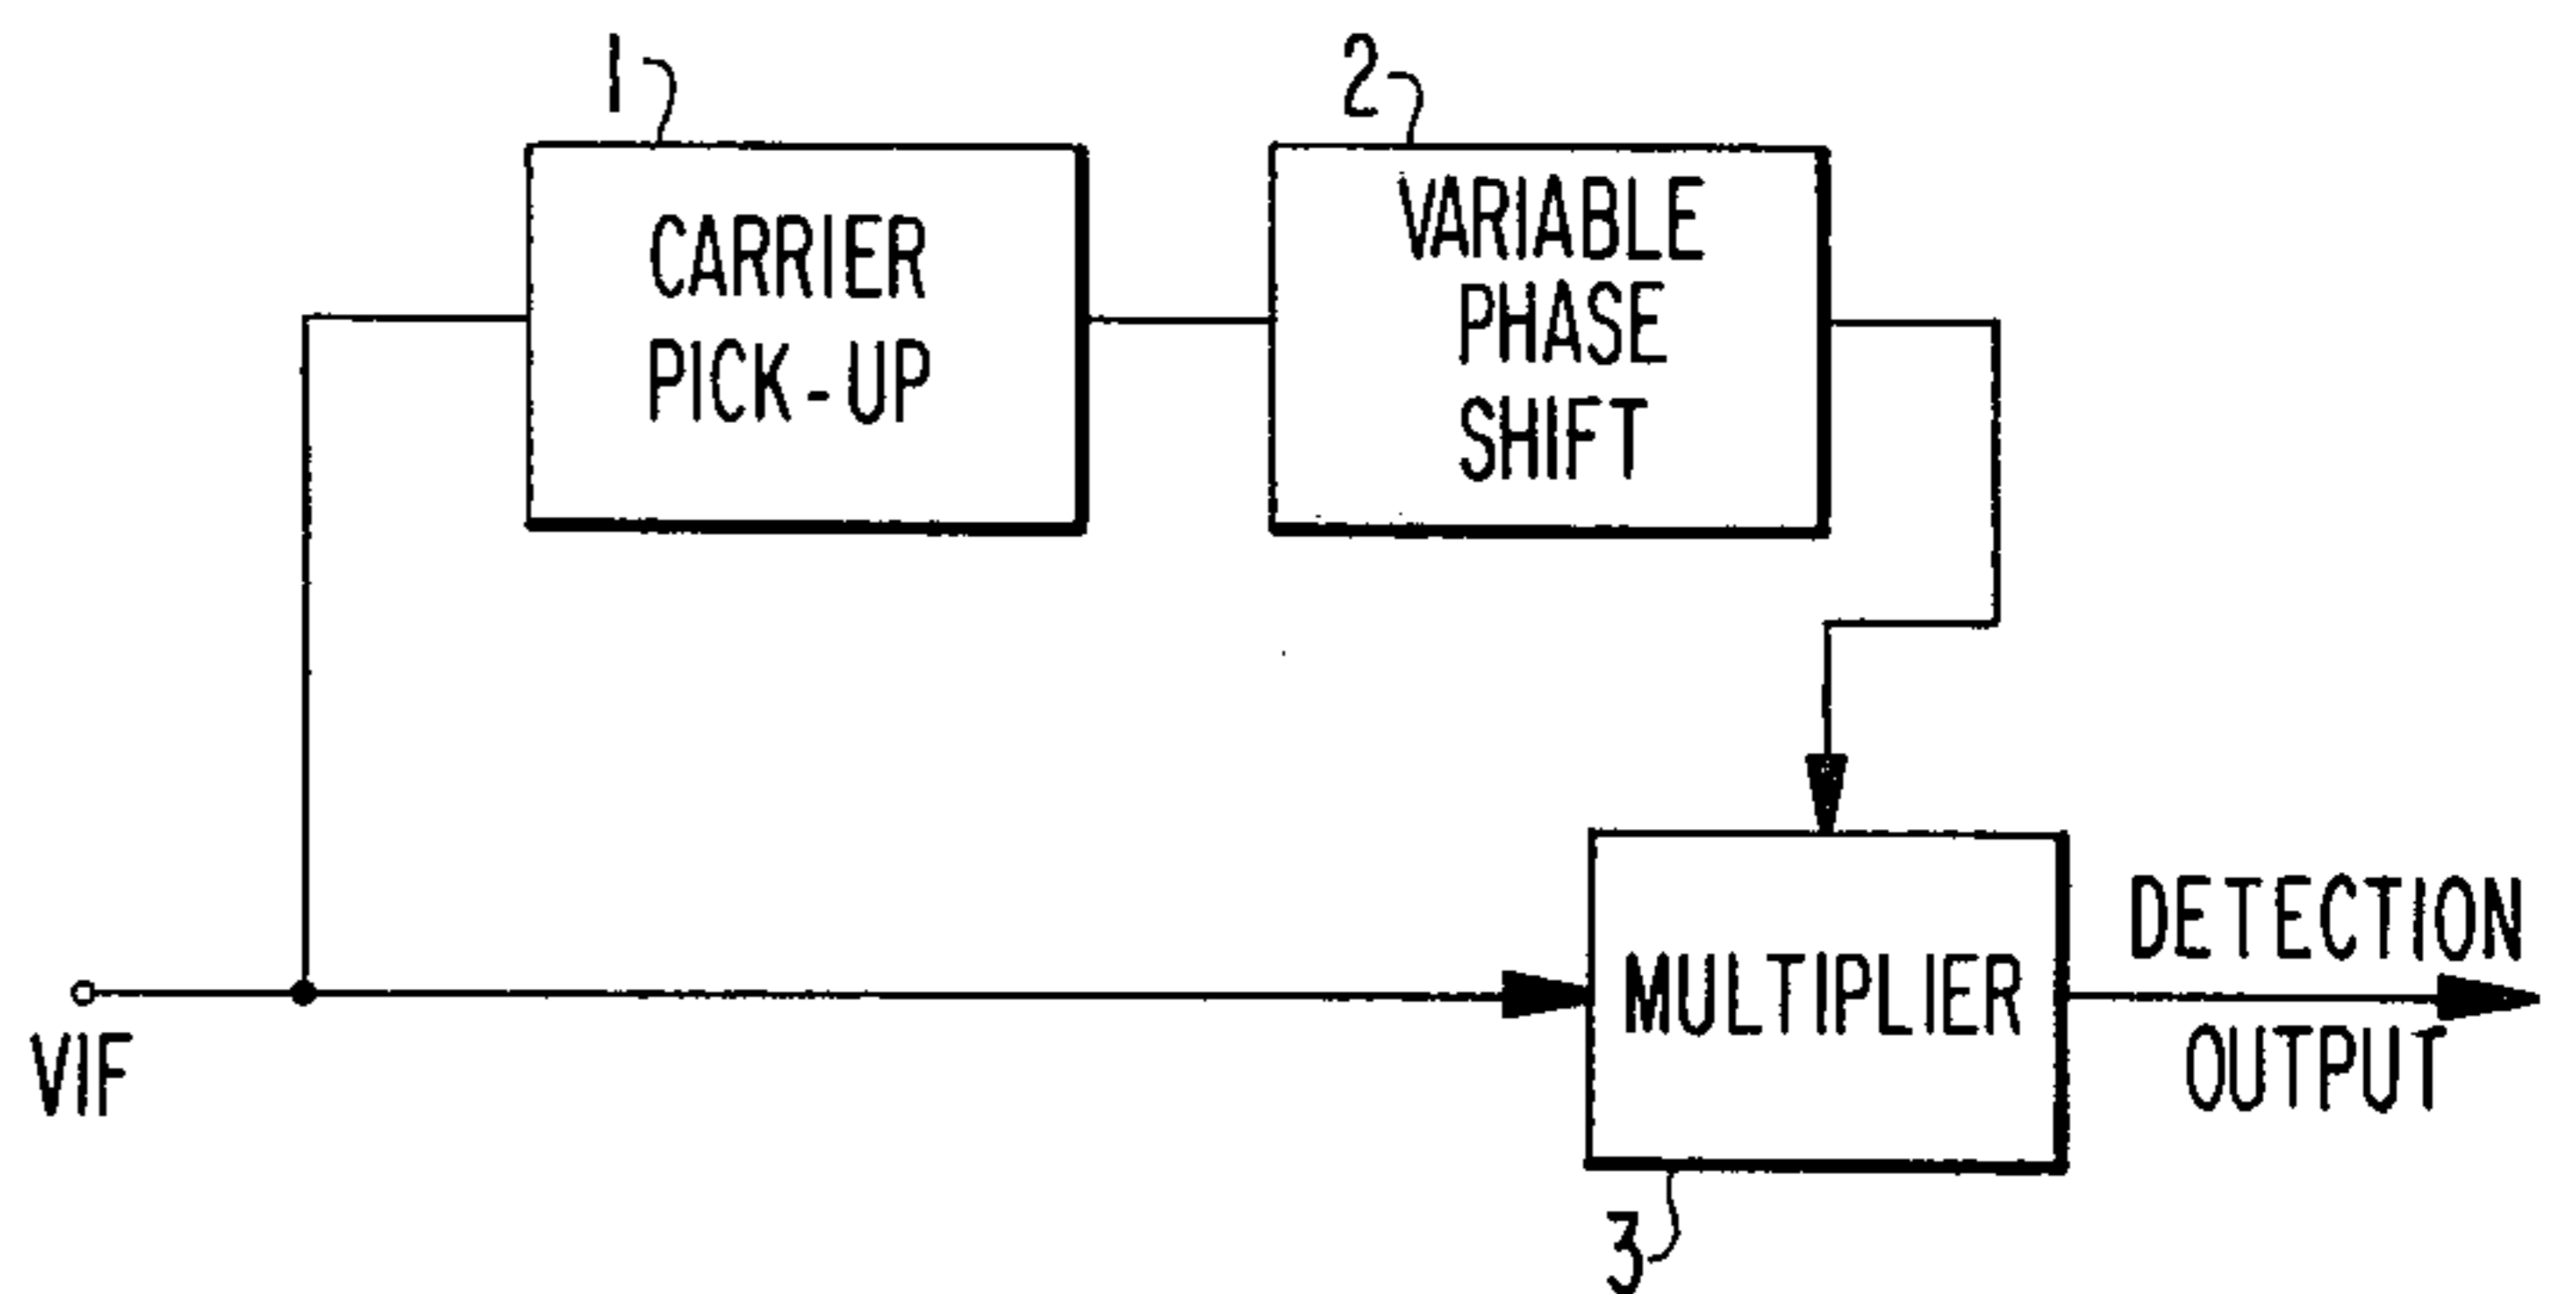 1
CARRIER
PICK-UP
2
VARIABLE
PHASE
SHIFT
VIF
MULTIPLIER
3
DETECTION
OUTPUT